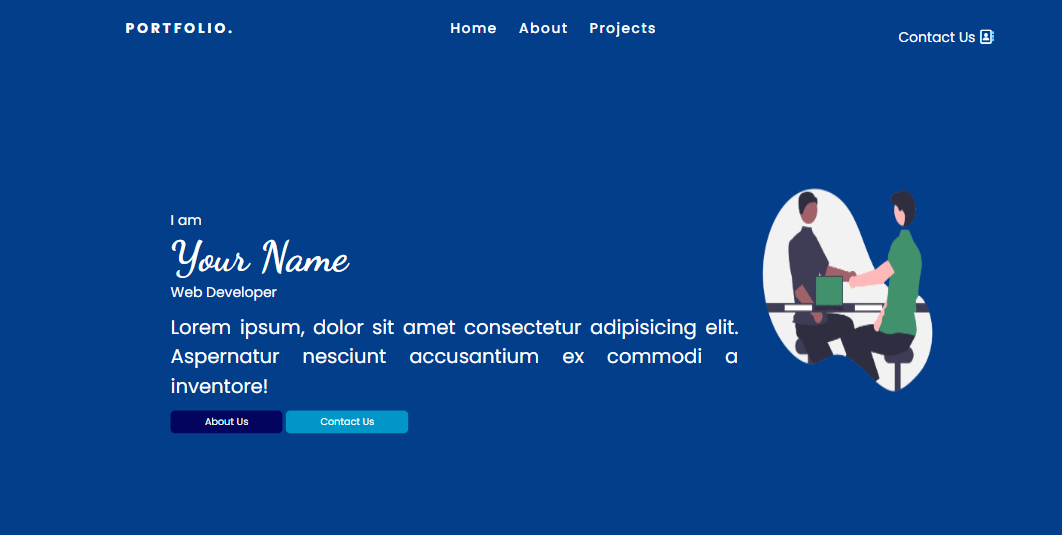 PORTFOLIO.
Home About Projects
Contact Us
I am
Your Name
Web Developer
Lorem ipsum, dolor sit amet consectetur adipisicing elit.
Aspernatur nesciunt accusantium ex commodi a
inventore!
About Us Contact Us